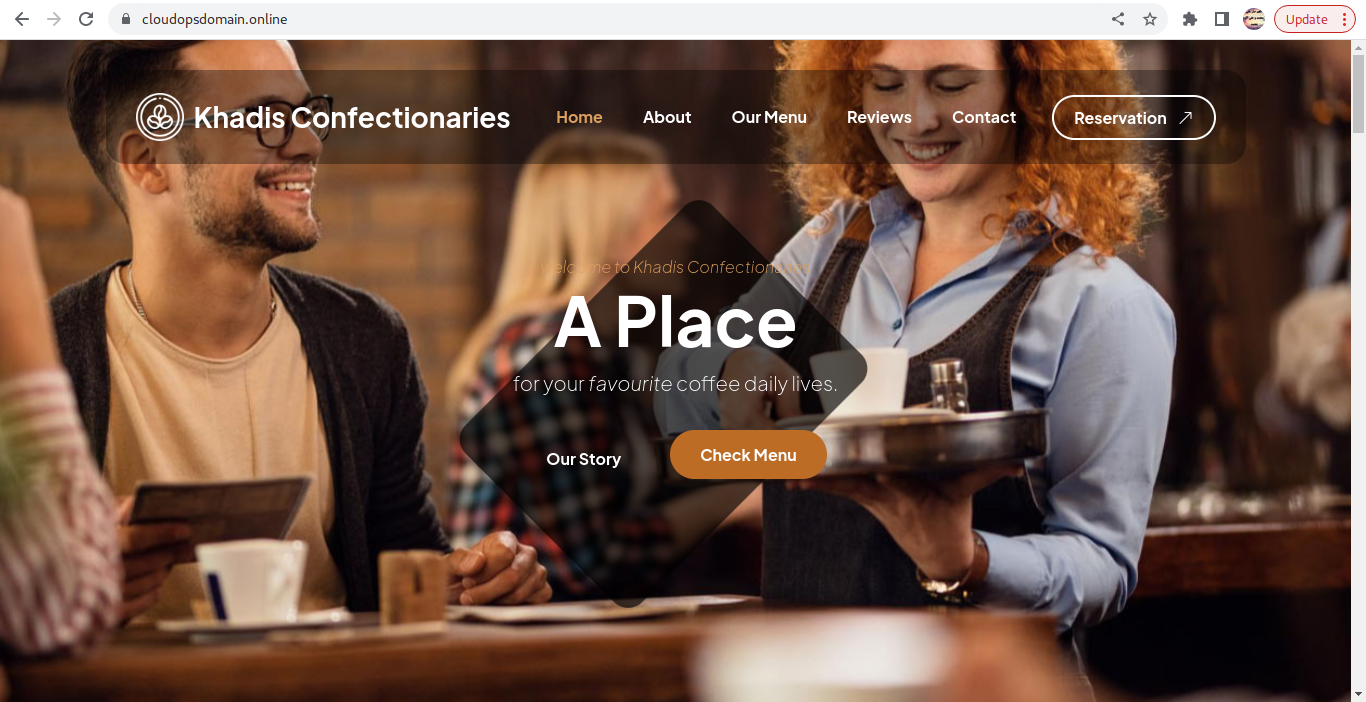 cloudopsdomain.online
Update
Khadis Confectionaries
Home
About
Our Menu
Reviews
Contact
Reservation
Welcome to Khadis Confectionaries
A Place
for your favourite coffee daily lives.
Our Story
Check Menu